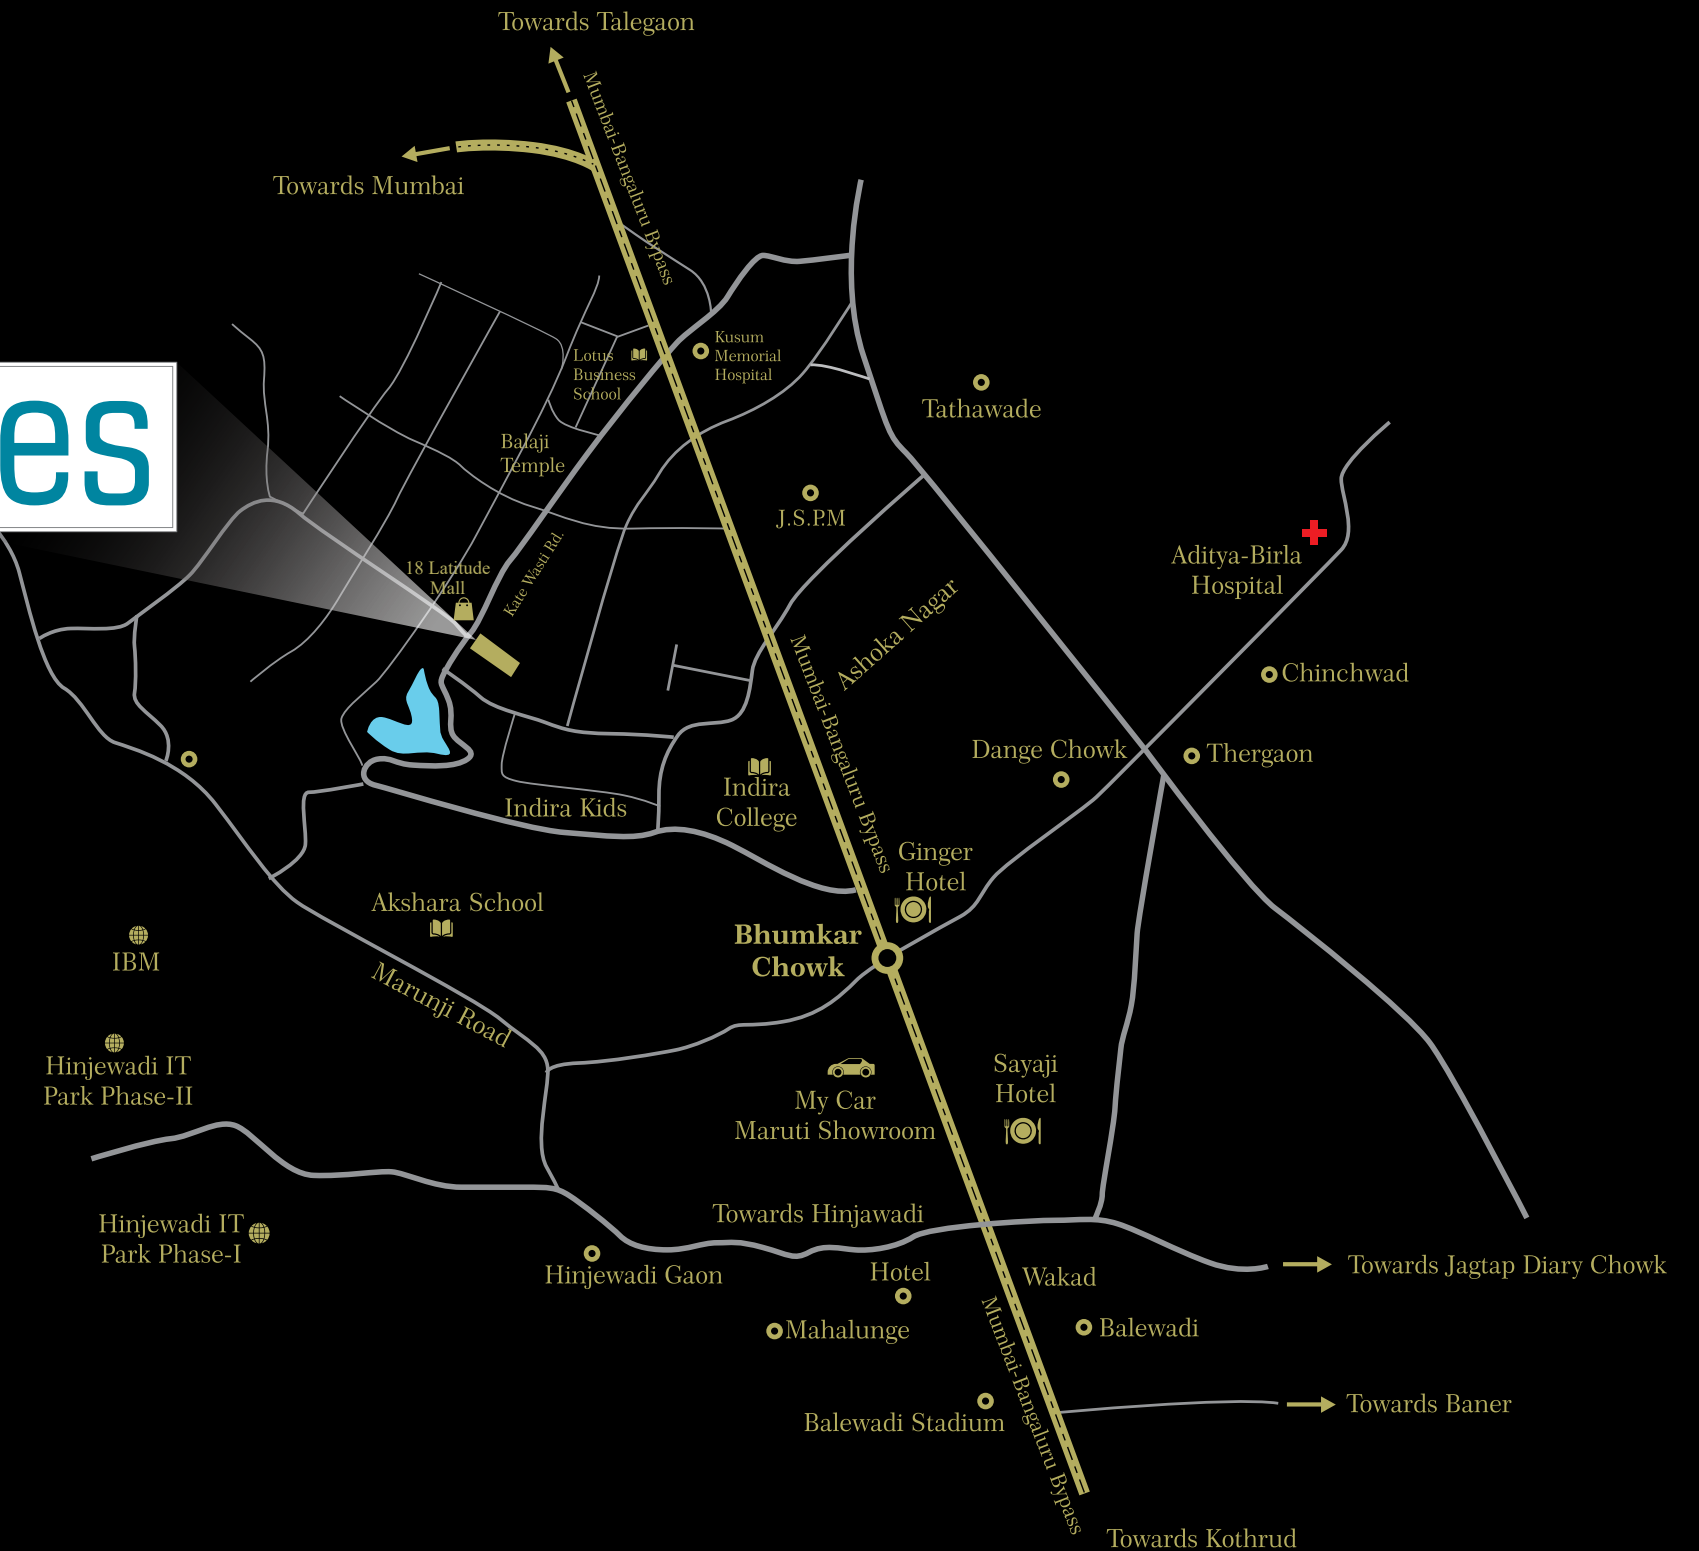 Towards Talegaon
Mumbai-Bangaluru Bypass
Towards Mumbai
Kusum
Memorial
Hospital
Lotus
Business
School
Tathawade
es
Balaji
Temple
J.S.P.M
Aditya-Birla
Hospital
18 Latitude
Mall
Kate Wasti Rd.
Ashoka Nagar
Mumbai-Bangaluru Bypass
Chinchwad
Dange Chowk
Thergaon
Indira
College
Indira Kids
Ginger
Hotel
Akshara School
Bhumkar
Chowk
IBM
Marunji Road
Hinjewadi IT
Park Phase-II
Sayaji
Hotel
My Car
Maruti Showroom
Hinjewadi IT
Park Phase-I
Towards Hinjawadi
Hinjewadi Gaon
Hotel
Wakad
Towards Jagtap Diary Chowk
Mahalunge
Balewadi
Mumbai-Bangaluru Bypass
Balewadi Stadium
Towards Baner
Towards Kothrud